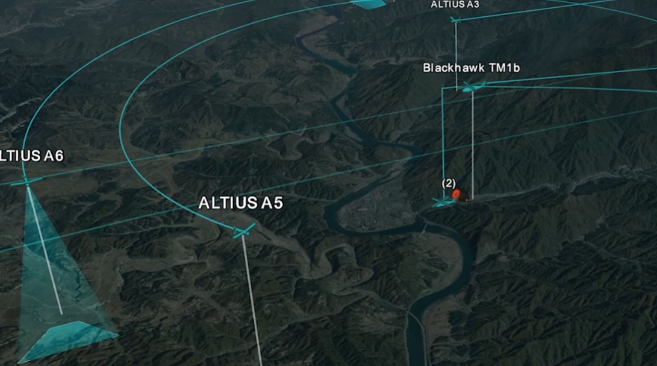 ALTIUS A3
Blackhawk TM1b
LTIUS A6
(2)
ALTIUS A5